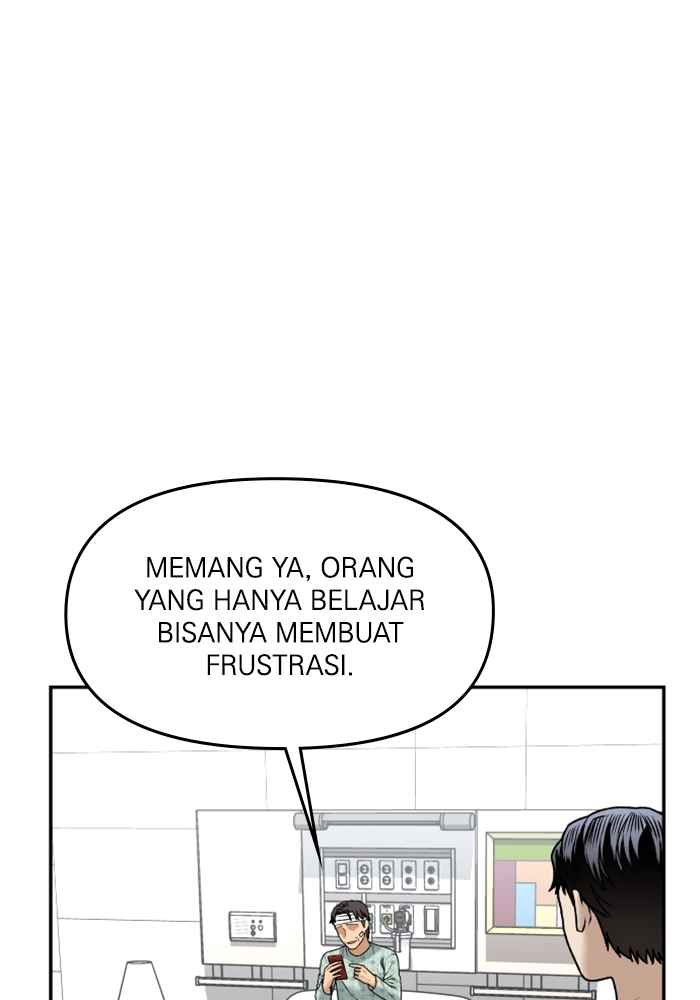 MEMANG YA, ORANG
YANG HANYA BELAJAR
BISANYA MEMBUAT
FRUSTRASI.